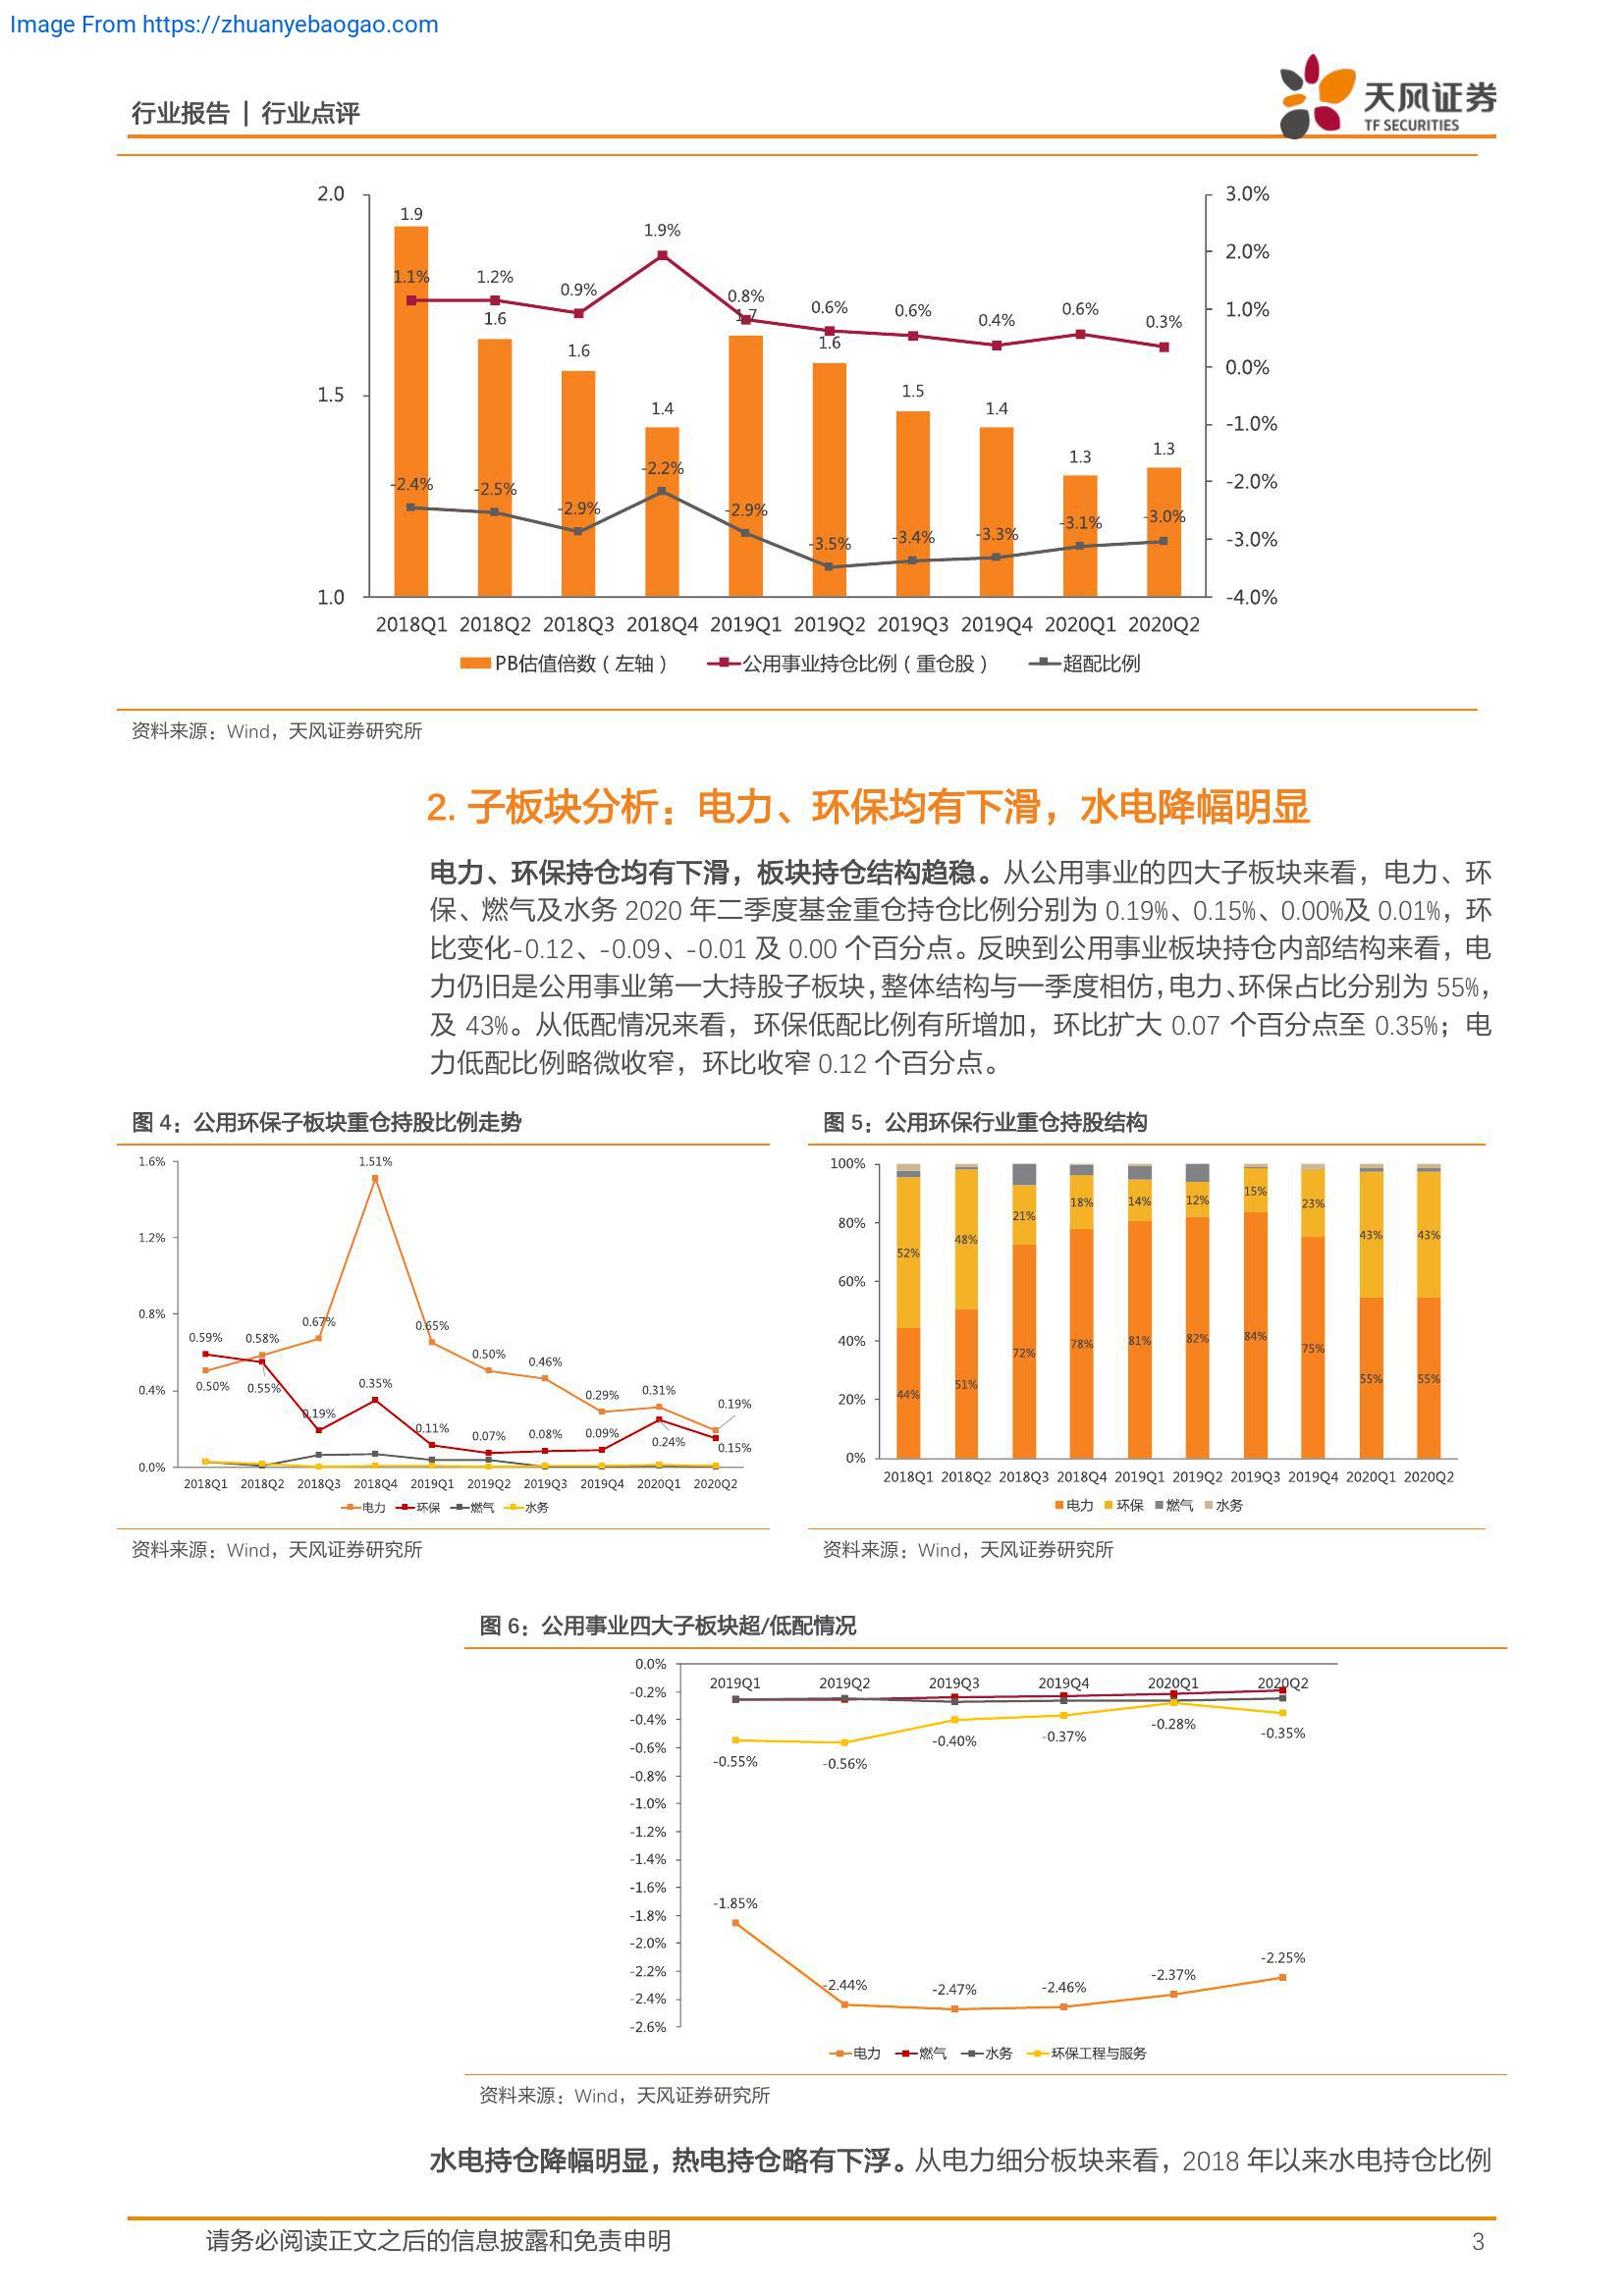 Image From https://zhuanyebaogao.com
行业报告 | 行业点评
天风证券
TF SECURITIES
2.0
1.5
1.0
3.0%
2.0%
1.0%
0.0%
-1.0%
-2.0%
-3.0%
-4.0%
1.9 1.6 1.6 1.4 1.7 1.6 1.5 1.4 1.3 1.3
1.1% 1.2% 0.9% 1.9% 0.8% 0.6% 0.6% 0.4% 0.6% 0.3%
-2.4% -2.5% -2.9% -2.2% -2.9% -3.5% -3.4% -3.3% -3.1% -3.0%
2018Q1 2018Q2 2018Q3 2018Q4 2019Q1 2019Q2 2019Q3 2019Q4 2020Q1 2020Q2
PB估值倍数（左轴） 公用事业持仓比例（重仓股） 超配比例
资料来源：Wind，天风证券研究所
2. 子板块分析：电力、环保均有下滑，水电降幅明显
电力、环保持仓均有下滑，板块持仓结构趋稳。从公用事业的四大子板块来看，电力、环
保、燃气及水务 2020 年二季度基金重仓持仓比例分别为 0.19%、0.15%、0.00%及 0.01%，环
比变化-0.12、-0.09、-0.01 及 0.00 个百分点。反映到公用事业板块持仓内部结构来看，电
力仍旧是公用事业第一大持股子板块，整体结构与一季度相仿，电力、环保占比分别为 55%，
及 43%。从低配情况来看，环保低配比例有所增加，环比扩大 0.07 个百分点至 0.35%；电
力低配比例略微收窄，环比收窄 0.12 个百分点。
图 4：公用环保子板块重仓持股比例走势
1.6%
1.2%
0.8%
0.4%
0.0%
0.50% 0.58% 0.67% 1.51% 0.65% 0.50% 0.46% 0.29% 0.31% 0.19%
0.59% 0.55% 0.19% 0.35% 0.11% 0.07% 0.08% 0.09% 0.24% 0.15%
2018Q1 2018Q2 2018Q3 2018Q4 2019Q1 2019Q2 2019Q3 2019Q4 2020Q1 2020Q2
电力 环保 燃气 水务
资料来源：Wind，天风证券研究所
图 5：公用环保行业重仓持股结构
100%
80%
60%
40%
20%
0%
52% 48% 21% 18% 14% 12% 15% 23% 43% 43%
44% 51% 72% 78% 81% 82% 84% 75% 55% 55%
2018Q1 2018Q2 2018Q3 2018Q4 2019Q1 2019Q2 2019Q3 2019Q4 2020Q1 2020Q2
电力 环保 燃气 水务
资料来源：Wind，天风证券研究所
图 6：公用事业四大子板块超/低配情况
0.0%
-0.2%
-0.4%
-0.6%
-0.8%
-1.0%
-1.2%
-1.4%
-1.6%
-1.8%
-2.0%
-2.2%
-2.4%
-2.6%
2019Q1 2019Q2 2019Q3 2019Q4 2020Q1 2020Q2
-0.55% -0.56% -0.40% -0.37% -0.28% -0.35%
-1.85% -2.44% -2.47% -2.46% -2.37% -2.25%
电力 燃气 水务 环保工程与服务
资料来源：Wind，天风证券研究所
水电持仓降幅明显，热电持仓略有下浮。从电力细分板块来看，2018 年以来水电持仓比例
请务必阅读正文之后的信息披露和免责申明
3